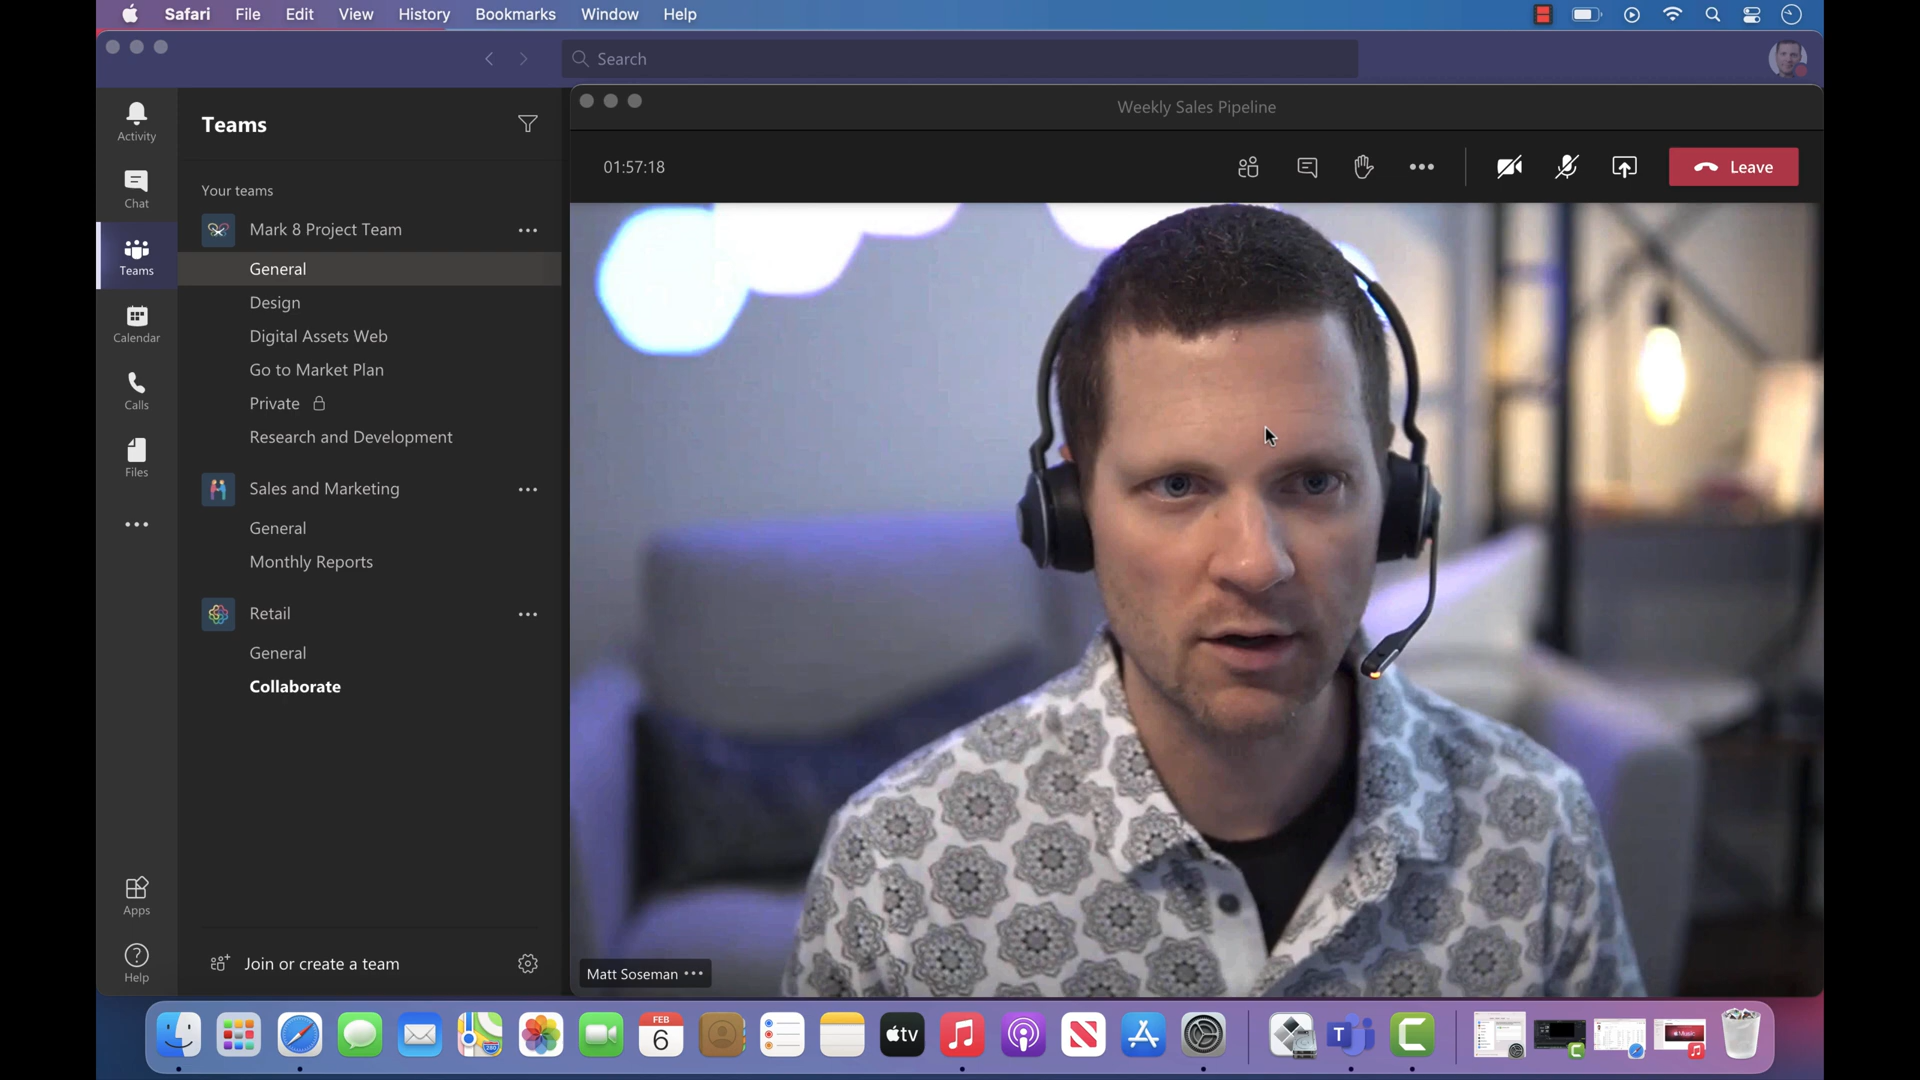 Safari File Edit View History Bookmarks Window Help
Search
Activity
Chat
Teams
Calendar
Calls
Files
Apps
Help
Teams
Your teams
Mark 8 Project Team
General
Design
Digital Assets Web
Go to Market Plan
Private
Research and Development
Sales and Marketing
General
Monthly Reports
Retail
General
Collaborate
Join or create a team
Weekly Sales Pipeline
01:57:18
Leave
Matt Soseman
FEB
6
tv
T